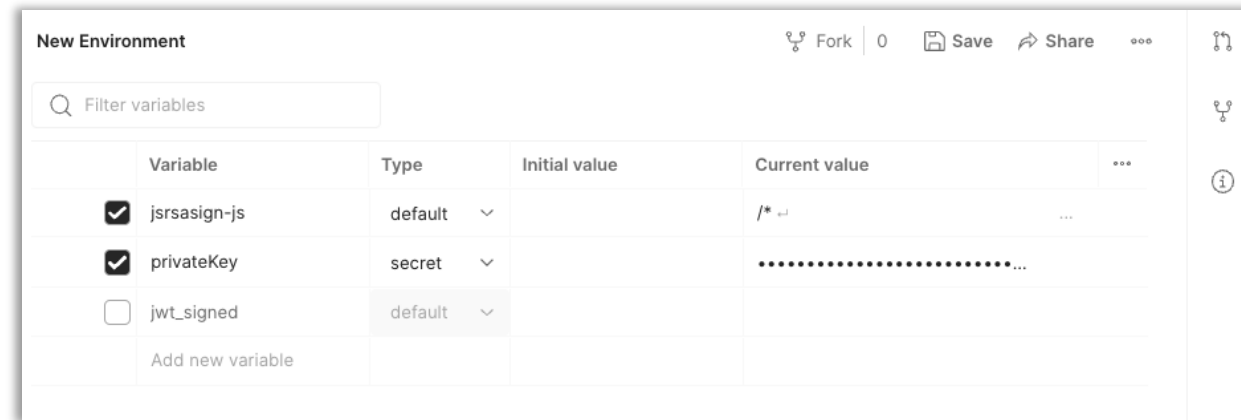 New Environment Fork 0 Save Share
Filter variables
Variable Type Initial value Current value
jsrsasign-js default /* ↵ ...
privateKey secret ••••••••••••••••••••••••••...
jwt_signed default
Add new variable